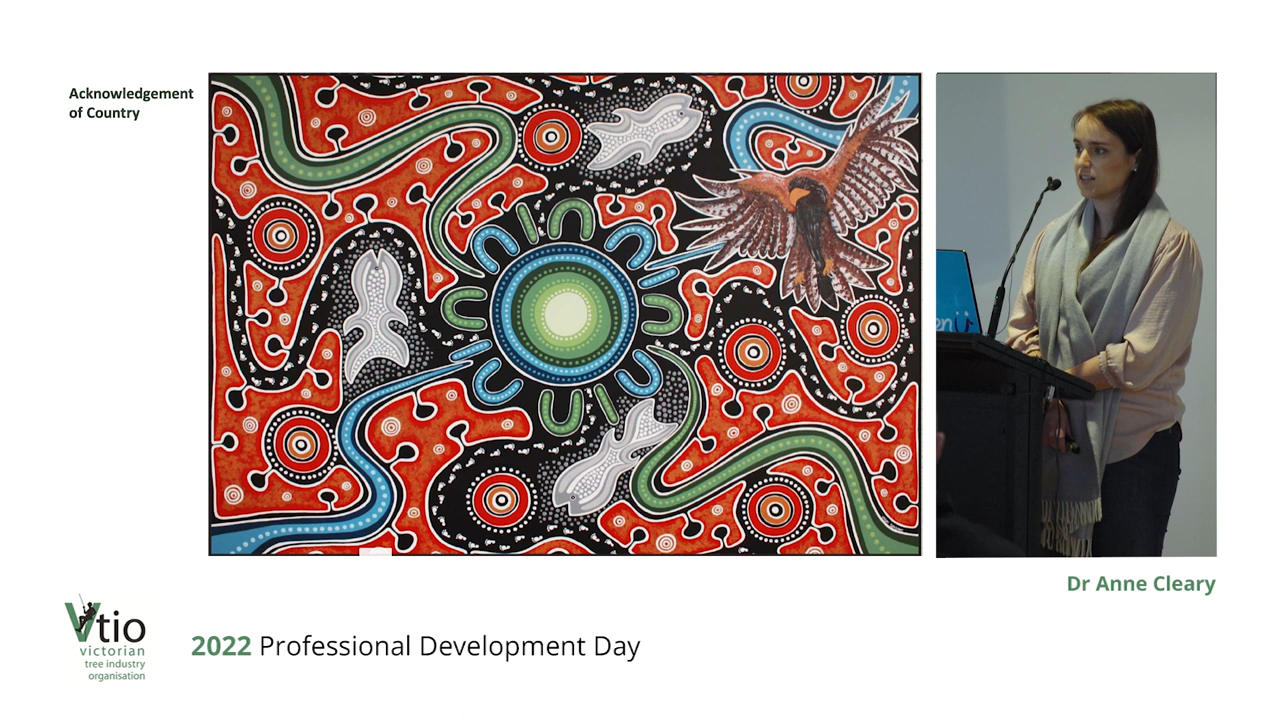 Acknowledgement
of Country
Dr Anne Cleary
Vtio
victorian
tree industry
organisation
2022 Professional Development Day